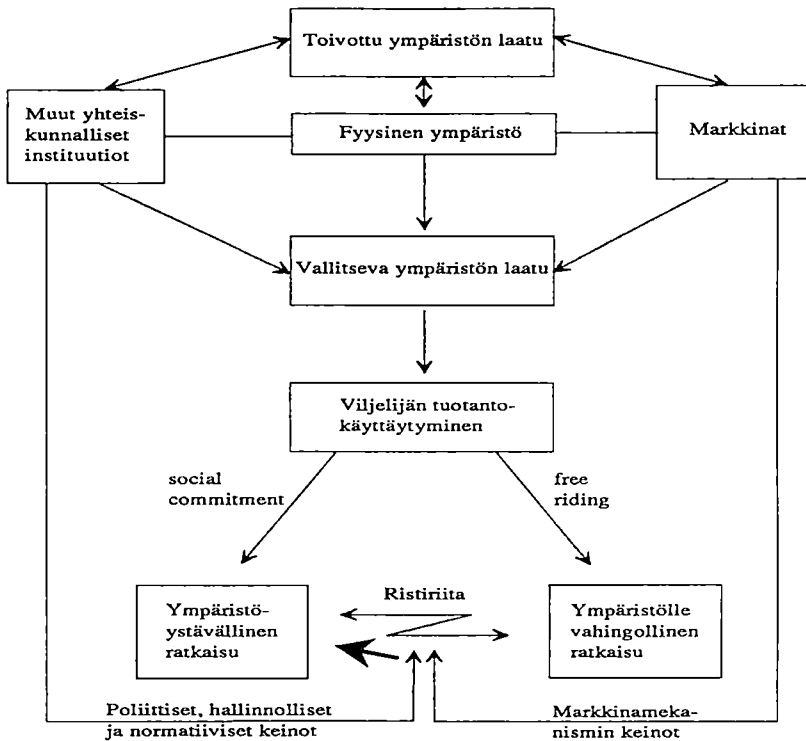 Toivottu ympäristön laatu
Muut yhteis-
kunnalliset
instituutiot
Fyysinen ympäristö
Markkinat
Vallitseva ympäristön laatu
Viljelijän tuotanto-
käyttäytyminen
social
commitment
free
riding
Ristiriita
Ympäristö-
ystävällinen
ratkaisu
Ympäristölle
vahingollinen
ratkaisu
Poliittiset, hallinnolliset
ja normatiiviset keinot
Markkinameka-
nismin keinot